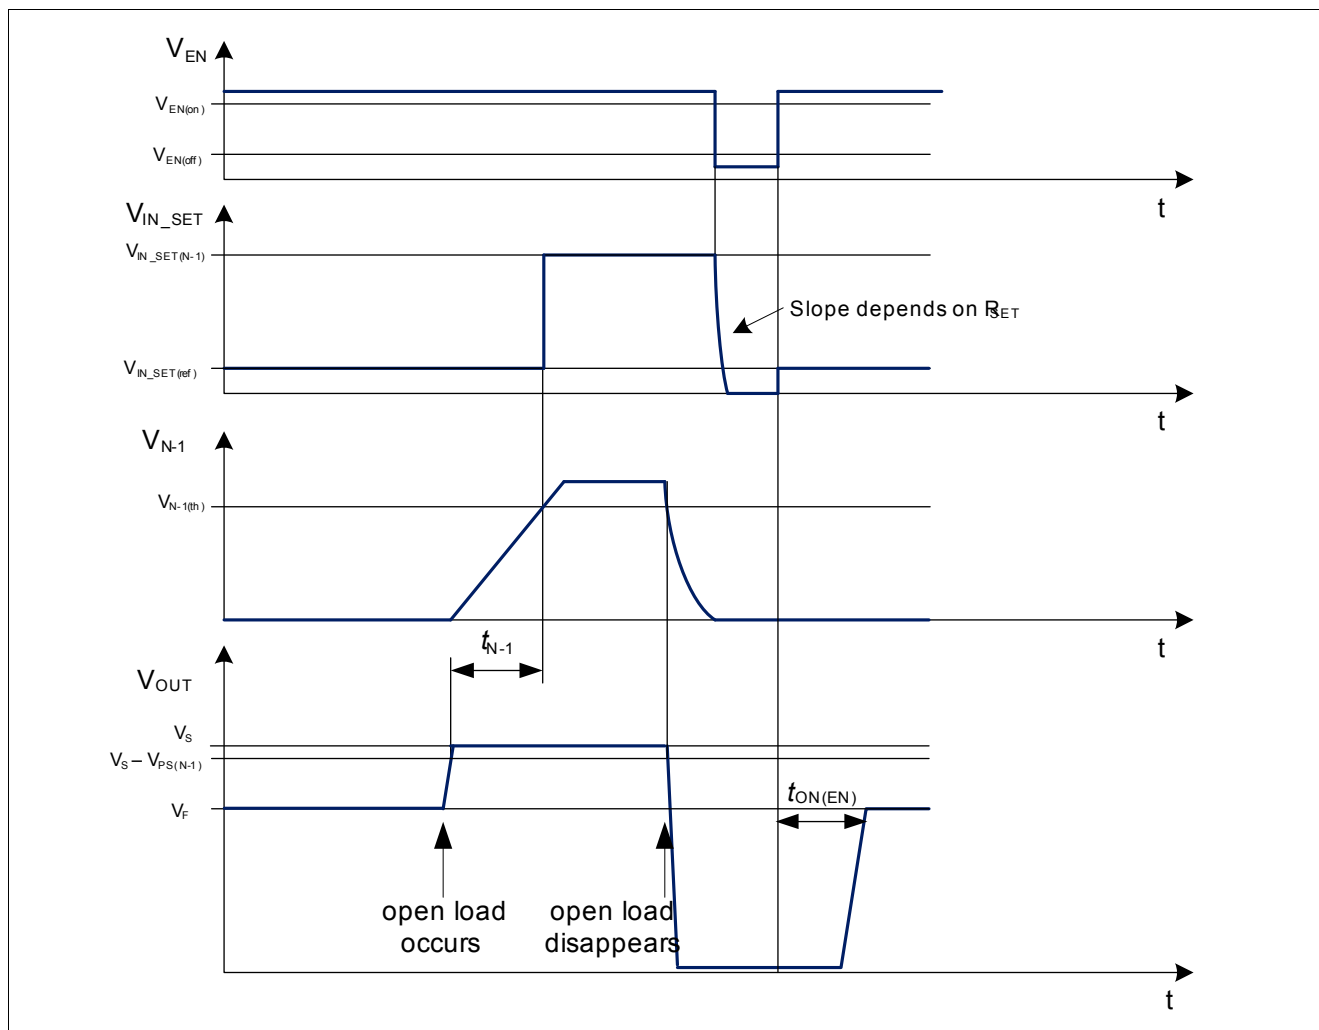 VEN
VEN(on)
VEN(off)
t
VIN_SET
VIN_SET(N-1)
Slope depends on RSET
VIN_SET(ref)
t
VN-1
VN-1(th)
t
tN-1
VOUT
VS
VS – VPS(N-1)
tON(EN)
VF
open load
occurs
open load
disappears
t